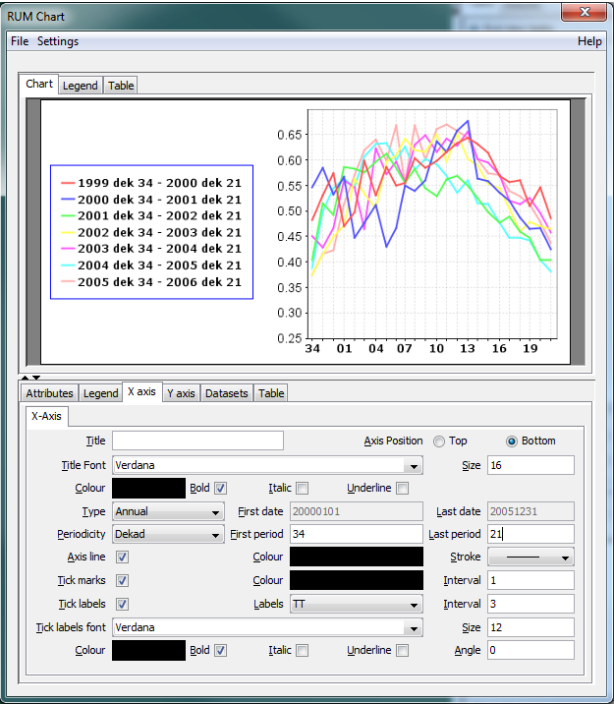 RUM Chart
File Settings Help
Chart Legend Table
1999 dek 34 - 2000 dek 21
2000 dek 34 - 2001 dek 21
2001 dek 34 - 2002 dek 21
2002 dek 34 - 2003 dek 21
2003 dek 34 - 2004 dek 21
2004 dek 34 - 2005 dek 21
2005 dek 34 - 2006 dek 21
0.65
0.60
0.55
0.50
0.45
0.40
0.35
0.30
0.25
34 01 04 07 10 13 16 19
Attributes Legend X axis Y axis Datasets Table
X-Axis
Title Axis Position Top Bottom
Title Font Verdana Size 16
Colour Bold Italic Underline
Type Annual First date 20000101 Last date 20051231
Periodicity Dekad First period 34 Last period 21
Axis line Colour Stroke
Tick marks Colour Interval 1
Tick labels Labels TT Interval 3
Tick labels font Verdana Size 12
Colour Bold Italic Underline Angle 0